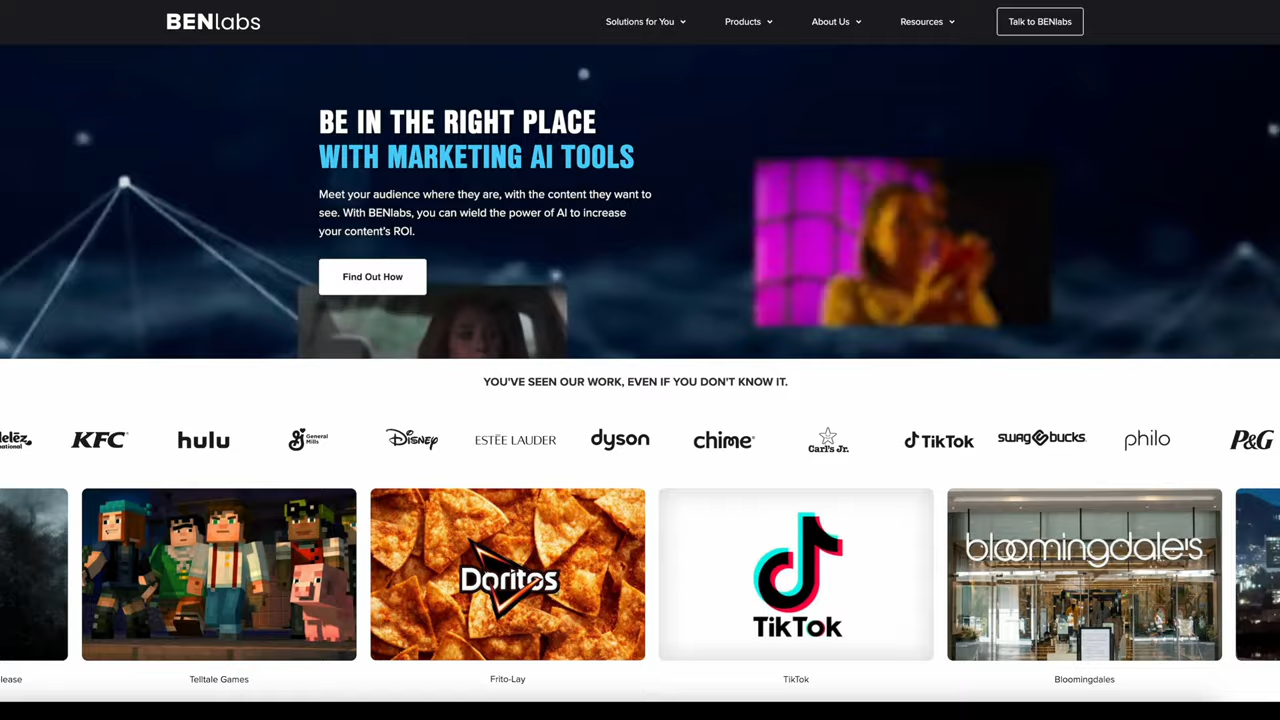 BENlabs
Solutions for You
Products
About Us
Resources
Talk to BENlabs
BE IN THE RIGHT PLACE
WITH MARKETING AI TOOLS
Meet your audience where they are, with the content they want to
see. With BENlabs, you can wield the power of AI to increase
your content's ROI.
Find Out How
YOU'VE SEEN OUR WORK, EVEN IF YOU DON'T KNOW IT.
KFC
hulu
General
Mills
Disney
ESTĒE LAUDER
dyson
chime
Carl's Jr.
TikTok
swagbucks
philo
P&G
Doritos
TikTok
bloomingdale's
lease
Telltale Games
Frito-Lay
TikTok
Bloomingdales